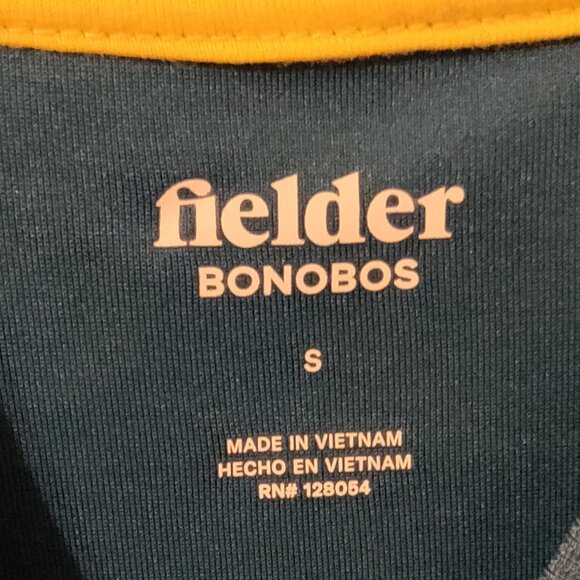 fielder
BONOBOS
S
MADE IN VIETNAM
HECHO EN VIETNAM
RN# 128054